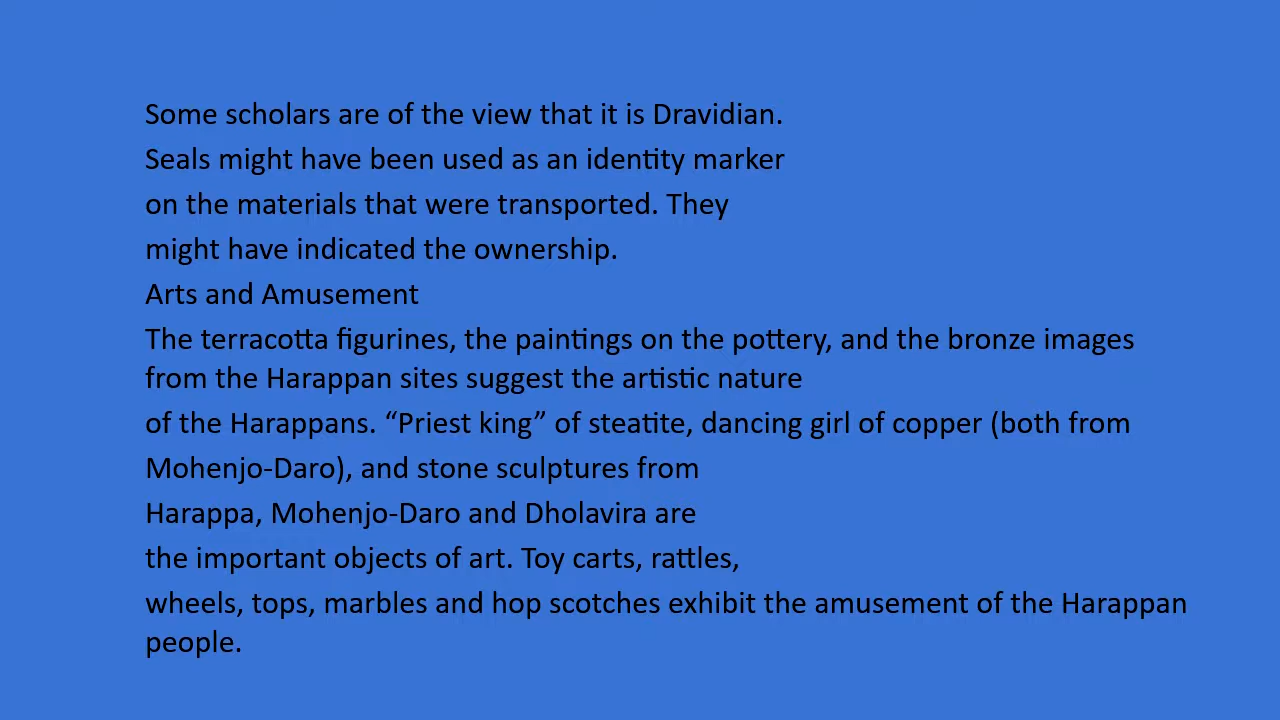 Some scholars are of the view that it is Dravidian.
Seals might have been used as an identity marker
on the materials that were transported. They
might have indicated the ownership.
Arts and Amusement
The terracotta figurines, the paintings on the pottery, and the bronze images
from the Harappan sites suggest the artistic nature
of the Harappans. “Priest king” of steatite, dancing girl of copper (both from
Mohenjo-Daro), and stone sculptures from
Harappa, Mohenjo-Daro and Dholavira are
the important objects of art. Toy carts, rattles,
wheels, tops, marbles and hop scotches exhibit the amusement of the Harappan
people.